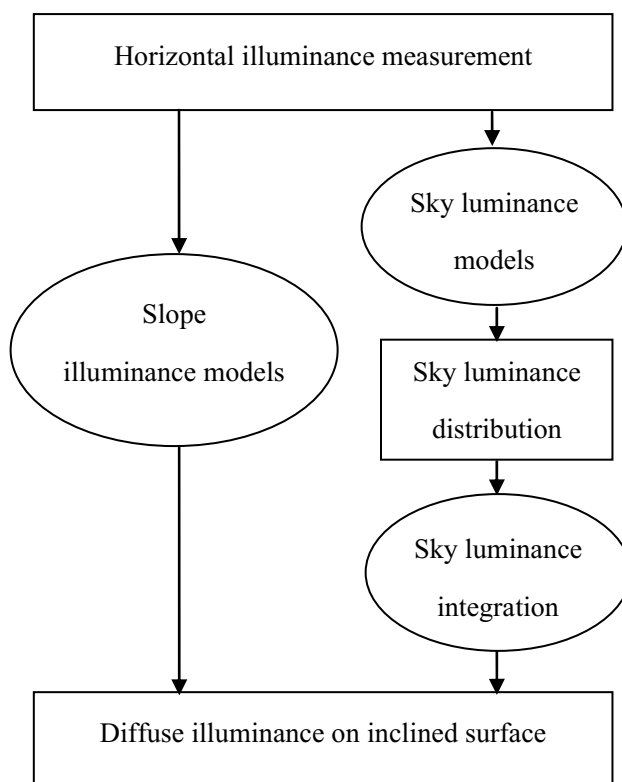 Horizontal illuminance measurement
Sky luminance
models
Slope
illuminance models
Sky luminance
distribution
Sky luminance
integration
Diffuse illuminance on inclined surface